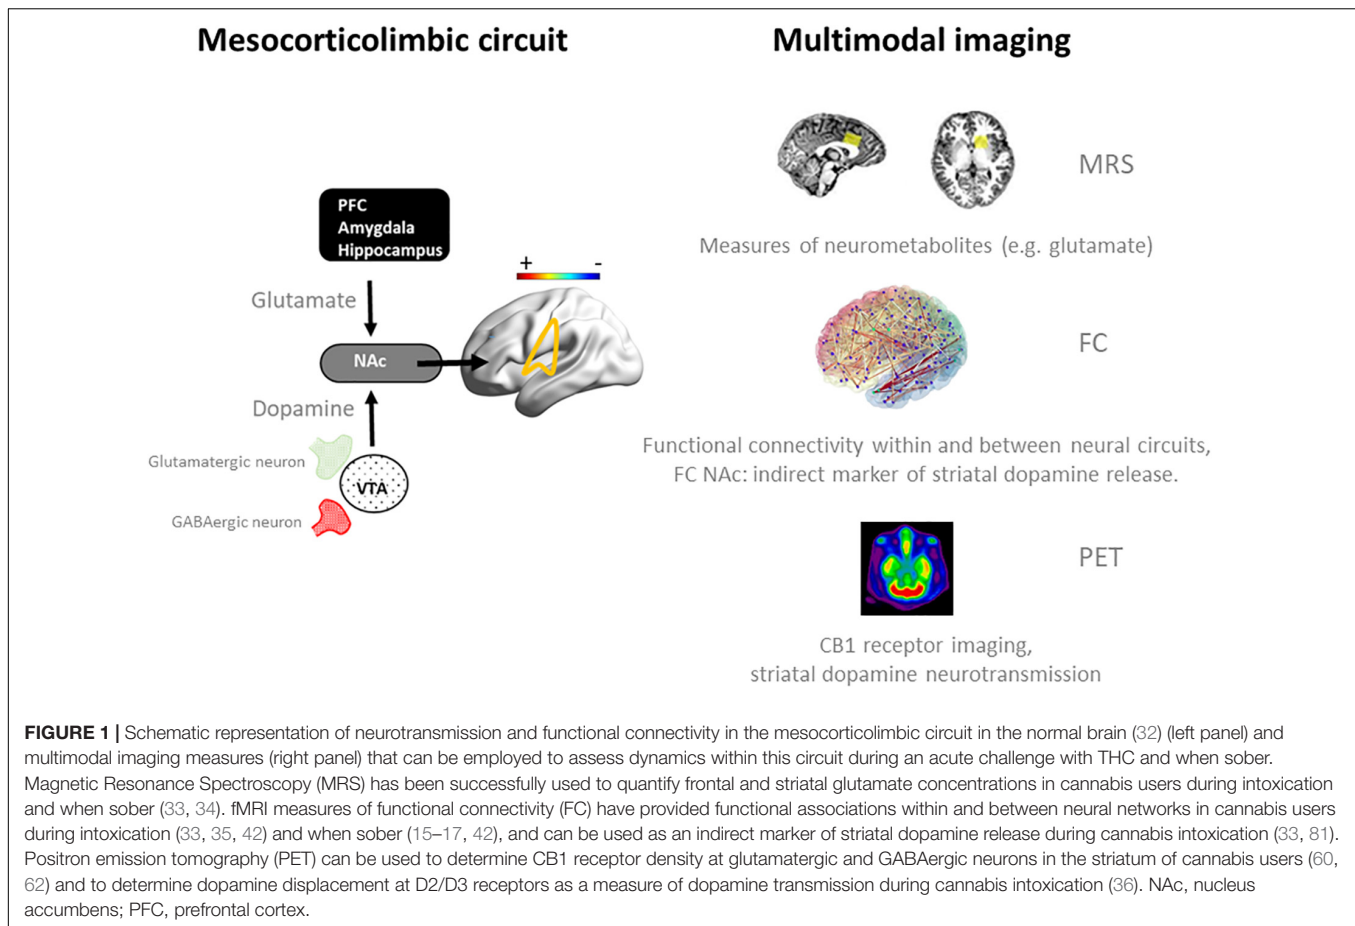 Mesocorticolimbic circuit
Multimodal imaging
PFC
Amygdala
Hippocampus
+
-
Glutamate
NAc
Dopamine
Glutamatergic neuron
VTA
GABAergic neuron
MRS
Measures of neurometabolites (e.g. glutamate)
FC
Functional connectivity within and between neural circuits,
FC NAc: indirect marker of striatal dopamine release.
PET
CB1 receptor imaging,
striatal dopamine neurotransmission
FIGURE 1 | Schematic representation of neurotransmission and functional connectivity in the mesocorticolimbic circuit in the normal brain (32) (left panel) and
multimodal imaging measures (right panel) that can be employed to assess dynamics within this circuit during an acute challenge with THC and when sober.
Magnetic Resonance Spectroscopy (MRS) has been successfully used to quantify frontal and striatal glutamate concentrations in cannabis users during intoxication
and when sober (33, 34). fMRI measures of functional connectivity (FC) have provided functional associations within and between neural networks in cannabis users
during intoxication (33, 35, 42) and when sober (15–17, 42), and can be used as an indirect marker of striatal dopamine release during cannabis intoxication (33, 81).
Positron emission tomography (PET) can be used to determine CB1 receptor density at glutamatergic and GABAergic neurons in the striatum of cannabis users (60,
62) and to determine dopamine displacement at D2/D3 receptors as a measure of dopamine transmission during cannabis intoxication (36). NAc, nucleus
accumbens; PFC, prefrontal cortex.